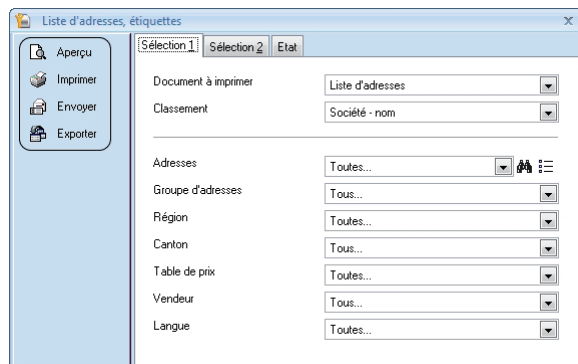 Liste d'adresses, étiquettes
Aperçu
Imprimer
Envoyer
Exporter
Sélection 1 Sélection 2 Etat
Document à imprimer Liste d'adresses
Classement Société - nom
Adresses Toutes...
Groupe d'adresses Tous...
Région Toutes...
Canton Tous...
Table de prix Toutes...
Vendeur Tous...
Langue Toutes...